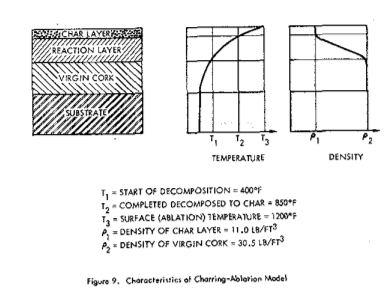 CHAR LAYER
REACTION LAYER
VIRGIN CORK
SUBSTRATE
T1 T2 T3
TEMPERATURE
ρ1 ρ2
DENSITY
T1 = START OF DECOMPOSITION = 400°F
T2 = COMPLETED DECOMPOSED TO CHAR = 850°F
T3 = SURFACE (ABLATION) TEMPERATURE = 1200°F
ρ1 = DENSITY OF CHAR LAYER = 11.0 LB/FT3
ρ2 = DENSITY OF VIRGIN CORK = 30.5 LB/FT3
Figure 9. Characteristics of Charring-Ablation Model